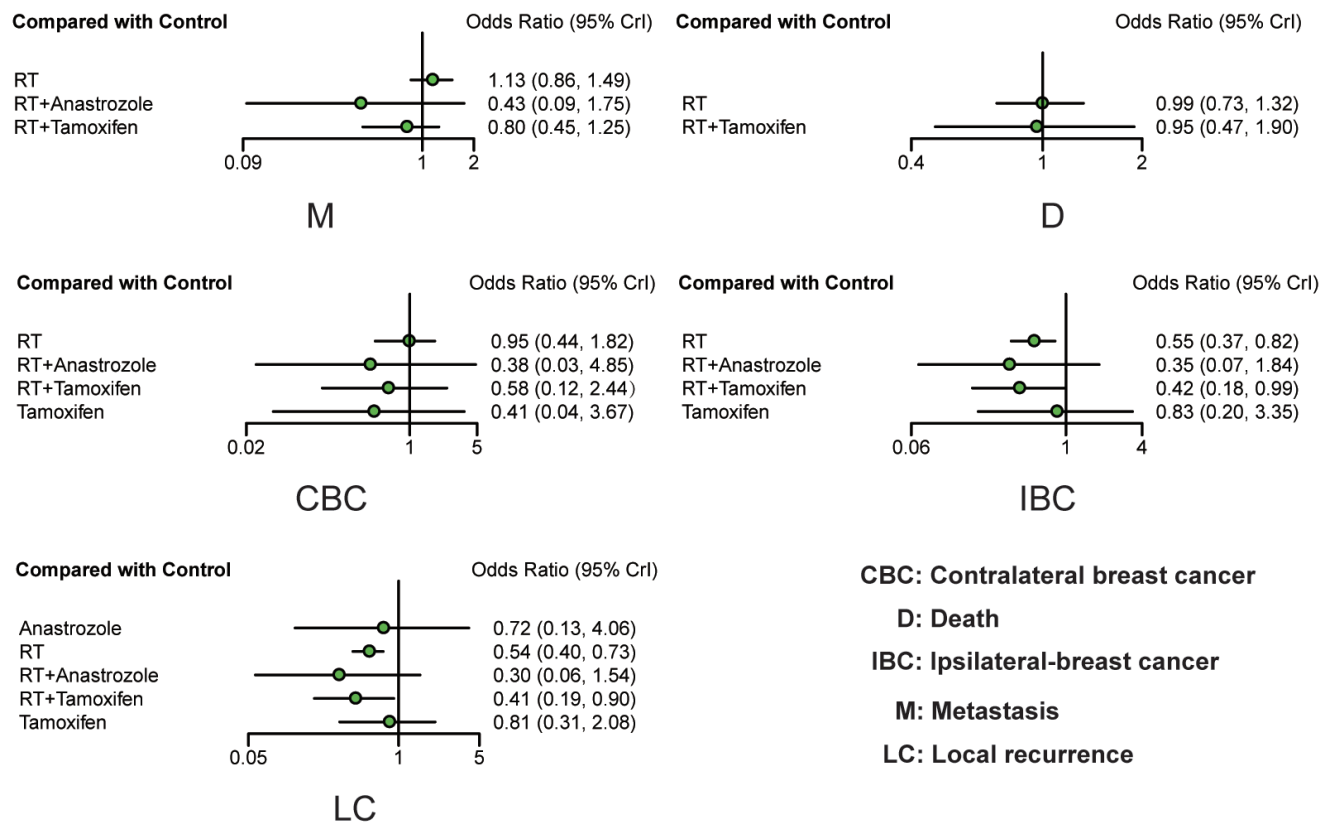 Compared with Control Odds Ratio (95% CrI)
RT 1.13 (0.86, 1.49)
RT+Anastrozole 0.43 (0.09, 1.75)
RT+Tamoxifen 0.80 (0.45, 1.25)
0.09 1 2
M
Compared with Control Odds Ratio (95% CrI)
RT 0.99 (0.73, 1.32)
RT+Tamoxifen 0.95 (0.47, 1.90)
0.4 1 2
D
Compared with Control Odds Ratio (95% CrI)
RT 0.95 (0.44, 1.82)
RT+Anastrozole 0.38 (0.03, 4.85)
RT+Tamoxifen 0.58 (0.12, 2.44)
Tamoxifen 0.41 (0.04, 3.67)
0.02 1 5
CBC
Compared with Control Odds Ratio (95% CrI)
RT 0.55 (0.37, 0.82)
RT+Anastrozole 0.35 (0.07, 1.84)
RT+Tamoxifen 0.42 (0.18, 0.99)
Tamoxifen 0.83 (0.20, 3.35)
0.06 1 4
IBC
Compared with Control Odds Ratio (95% CrI)
Anastrozole 0.72 (0.13, 4.06)
RT 0.54 (0.40, 0.73)
RT+Anastrozole 0.30 (0.06, 1.54)
RT+Tamoxifen 0.41 (0.19, 0.90)
Tamoxifen 0.81 (0.31, 2.08)
0.05 1 5
LC
CBC: Contralateral breast cancer
D: Death
IBC: Ipsilateral-breast cancer
M: Metastasis
LC: Local recurrence